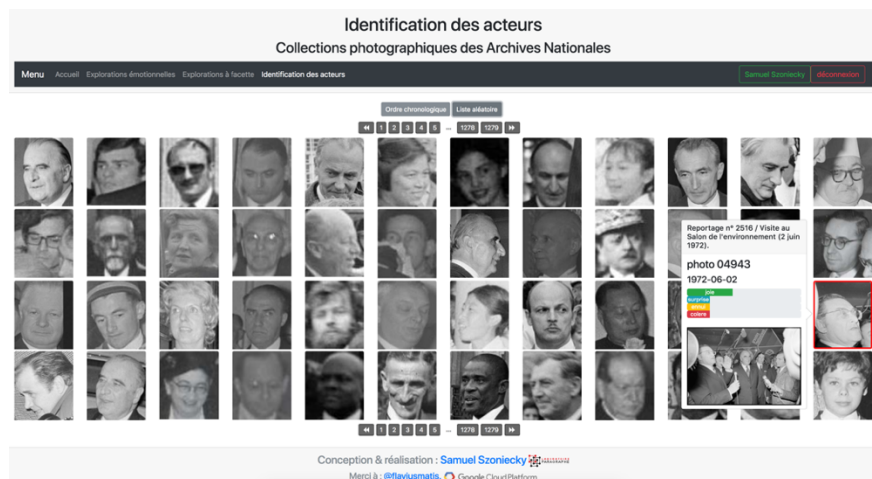 Identification des acteurs
Collections photographiques des Archives Nationales
Menu Accueil Explorations émotionnelles Explorations à facette Identification des acteurs Samuel Szoniecky déconnexion
Ordre chronologique Liste aléatoire
1 2 3 4 5 ... 1278 1279
Reportage n° 2516 / Visite au
Salon de l'environnement (2 juin
1972).
photo 04943
1972-06-02
joie
surprise
colere
1 2 3 4 5 ... 1278 1279
Conception & réalisation : Samuel Szoniecky
Merci à : @flaviusmatis, Google Cloud Platform